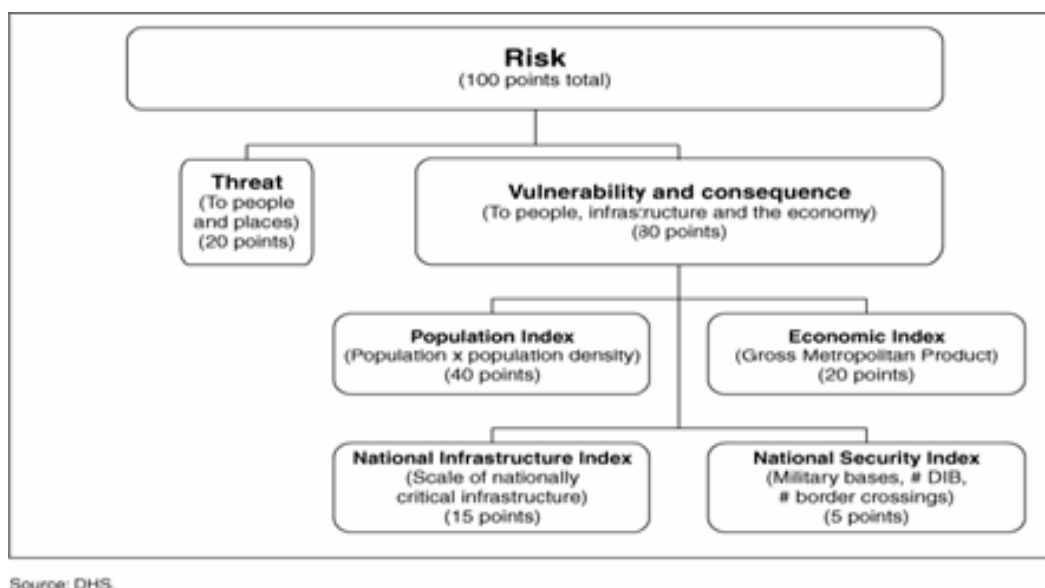 Risk
(100 points total)
Threat
(To people
and places)
(20 points)
Vulnerability and consequence
(To people, infrastructure and the economy)
(80 points)
Population Index
(Population x population density)
(40 points)
Economic Index
(Gross Metropolitan Product)
(20 points)
National Infrastructure Index
(Scale of nationally
critical infrastructure)
(15 points)
National Security Index
(Military bases, # DIB,
# border crossings)
(5 points)
Source: DHS.